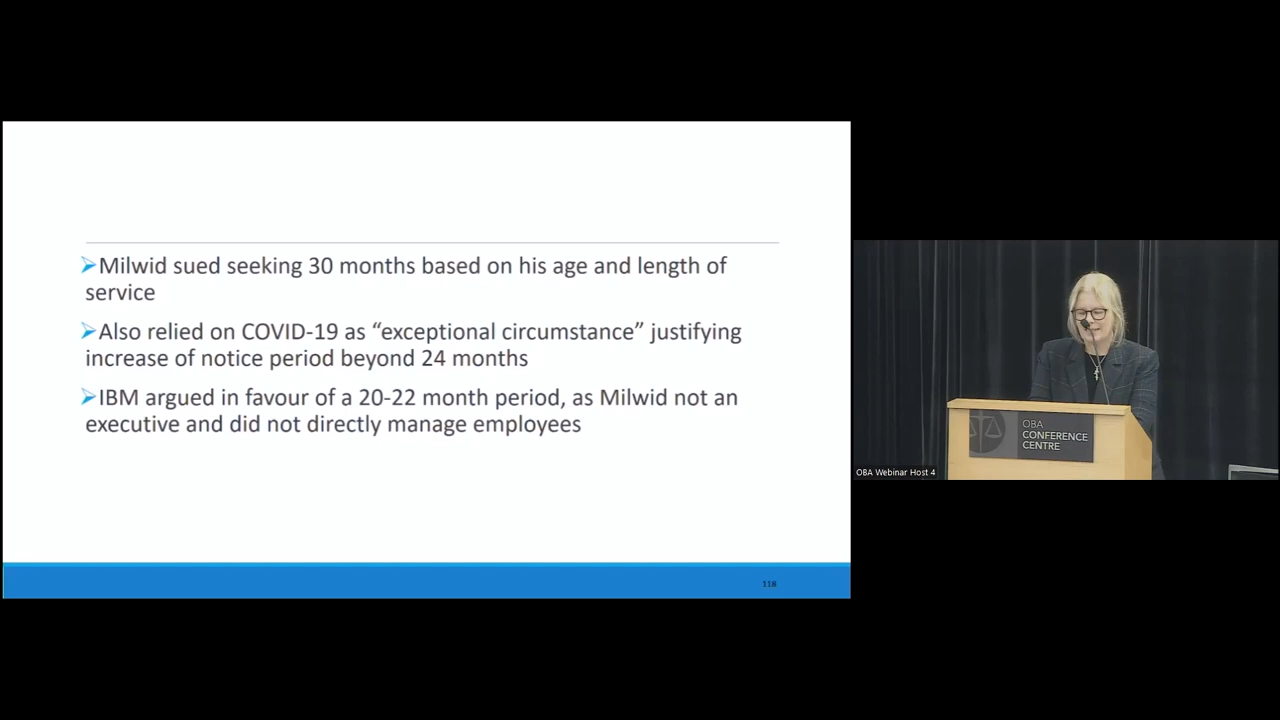 ➢Milwid sued seeking 30 months based on his age and length of
service
➢Also relied on COVID-19 as “exceptional circumstance” justifying
increase of notice period beyond 24 months
➢IBM argued in favour of a 20-22 month period, as Milwid not an
executive and did not directly manage employees
118
OBA
CONFERENCE
CENTRE
OBA Webinar Host 4